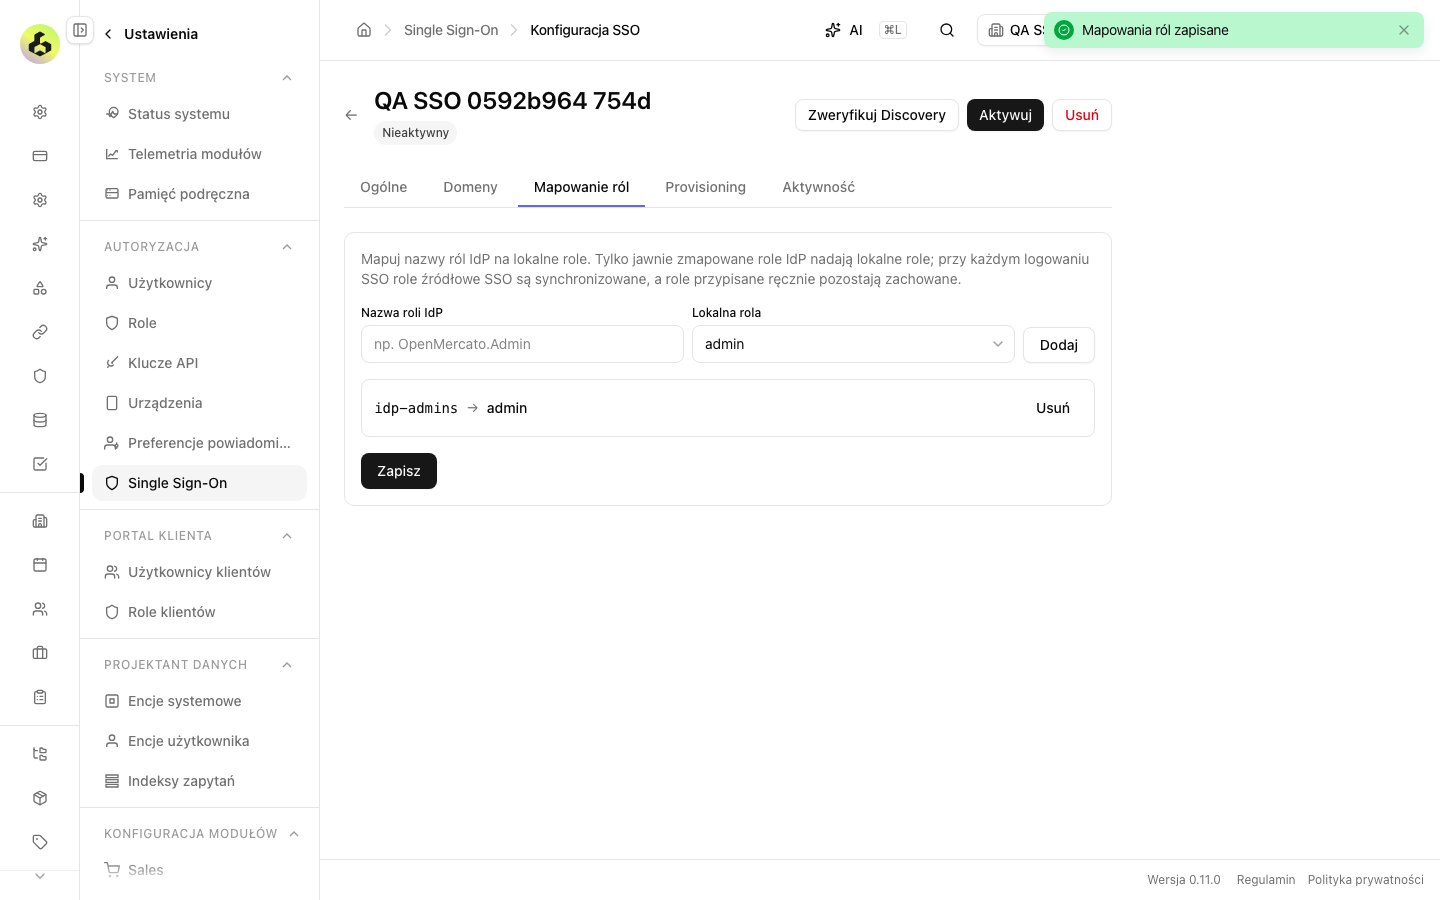 Ustawienia
SYSTEM
Status systemu
Telemetria modułów
Pamięć podręczna
AUTORYZACJA
Użytkownicy
Role
Klucze API
Urządzenia
Preferencje powiadomi...
Single Sign-On
PORTAL KLIENTA
Użytkownicy klientów
Role klientów
PROJEKTANT DANYCH
Encje systemowe
Encje użytkownika
Indeksy zapytań
KONFIGURACJA MODUŁÓW
Sales
Single Sign-On
Konfiguracja SSO
AI ⌘L
QA
Mapowania ról zapisane
QA SSO 0592b964 754d
Nieaktywny
Zweryfikuj Discovery
Aktywuj
Usuń
Ogólne
Domeny
Mapowanie ról
Provisioning
Aktywność
Mapuj nazwy ról IdP na lokalne role. Tylko jawnie zmapowane role IdP nadają lokalne role; przy każdym logowaniu
SSO role źródłowe SSO są synchronizowane, a role przypisane ręcznie pozostają zachowane.
Nazwa roli IdP
Lokalna rola
np. OpenMercato.Admin
admin
Dodaj
idp-admins → admin
Usuń
Zapisz
Wersja 0.11.0
Regulamin
Polityka prywatności